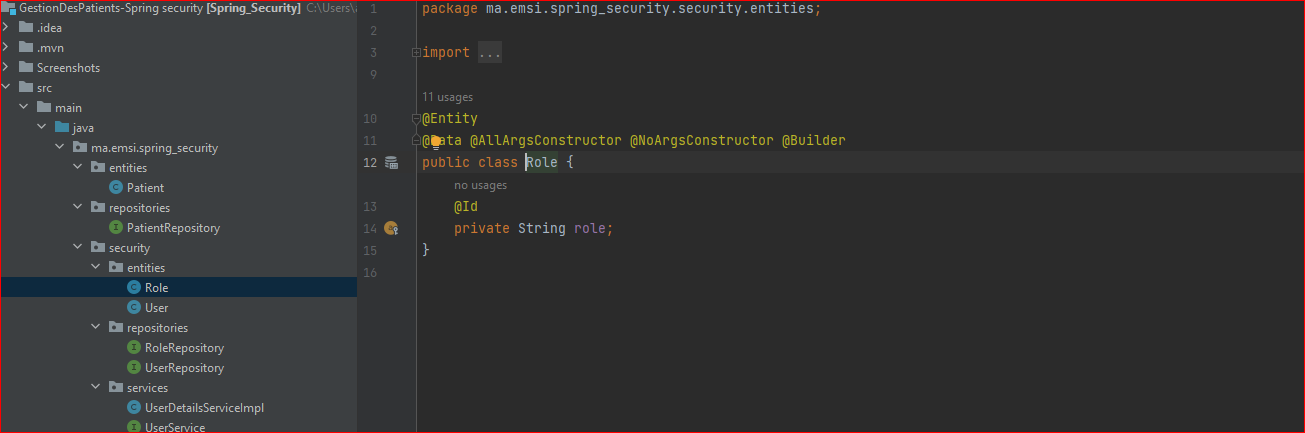 GestionDesPatients-Spring security [Spring_Security] C:\Users\
.idea
.mvn
Screenshots
src
main
java
ma.emsi.spring_security
entities
Patient
repositories
PatientRepository
security
entities
Role
User
repositories
RoleRepository
UserRepository
services
UserDetailsServiceImpl
UserService
1 package ma.emsi.spring_security.security.entities;
2
3 import ...
9
11 usages
10 @Entity
11 @Data @AllArgsConstructor @NoArgsConstructor @Builder
12 public class Role {
no usages
13 @Id
14 private String role;
15 }
16